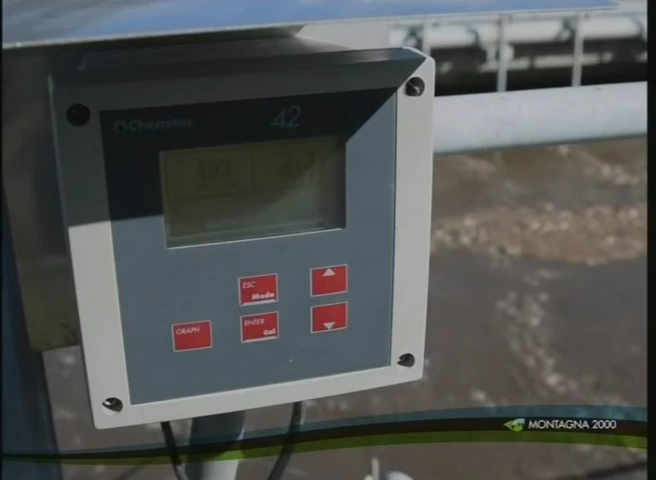 Chemitec
42
ESC
Mode
GRAPH
ENTER
Cal
MONTAGNA 2000